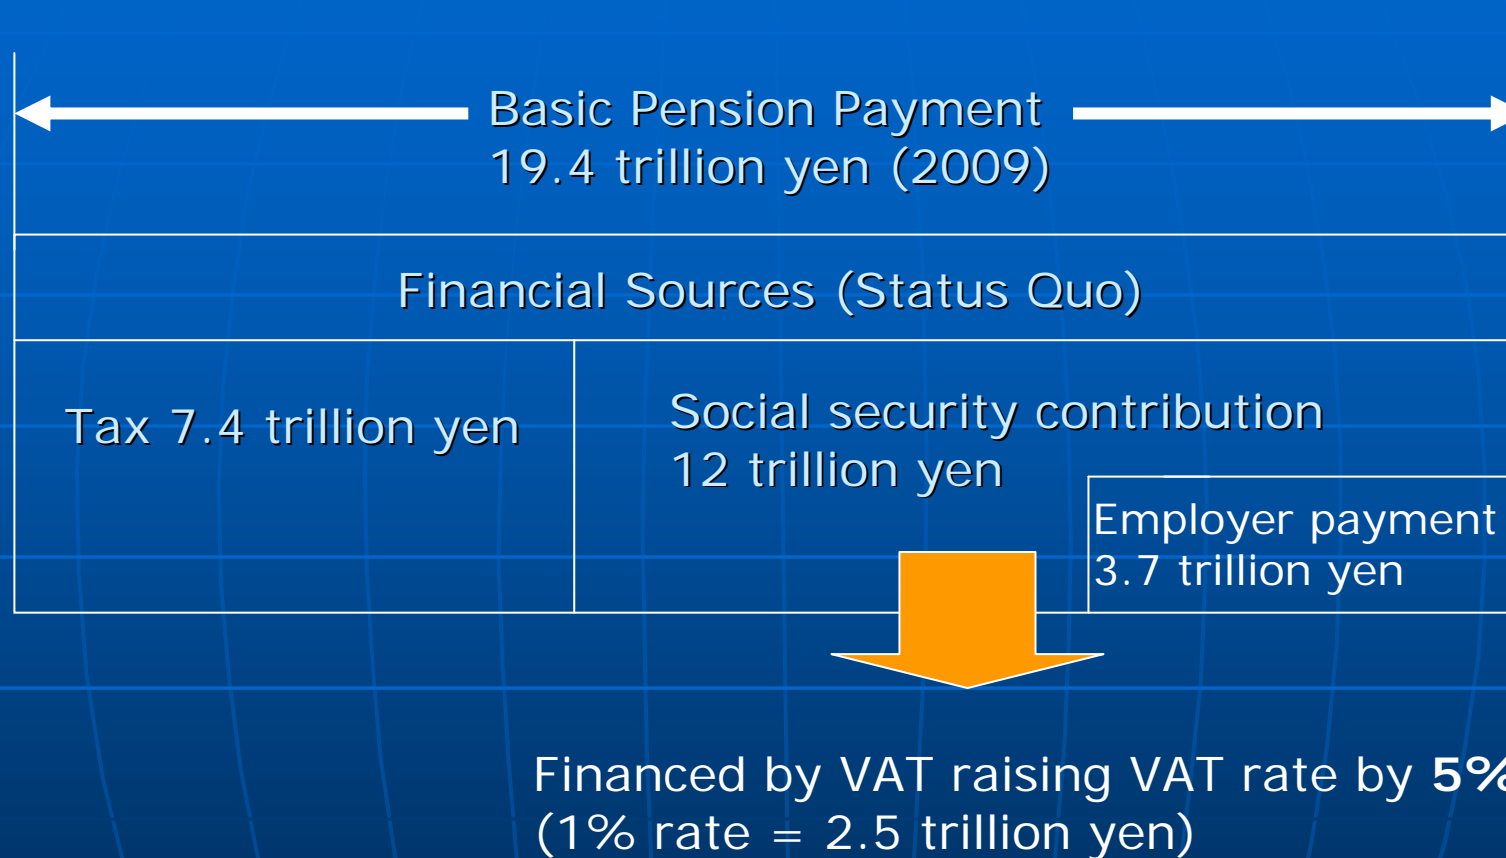 Basic Pension Payment
19.4 trillion yen (2009)
Financial Sources (Status Quo)
Tax 7.4 trillion yen
Social security contribution
12 trillion yen
Employer payment
3.7 trillion yen
Financed by VAT raising VAT rate by 5%
(1% rate = 2.5 trillion yen)